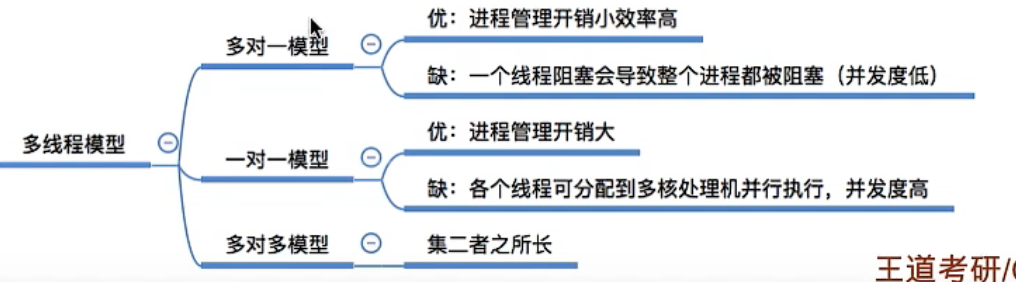 多线程模型
多对一模型
优：进程管理开销小效率高
缺：一个线程阻塞会导致整个进程都被阻塞（并发度低）
一对一模型
优：进程管理开销大
缺：各个线程可分配到多核处理机并行执行，并发度高
多对多模型
集二者之所长
王道考研/